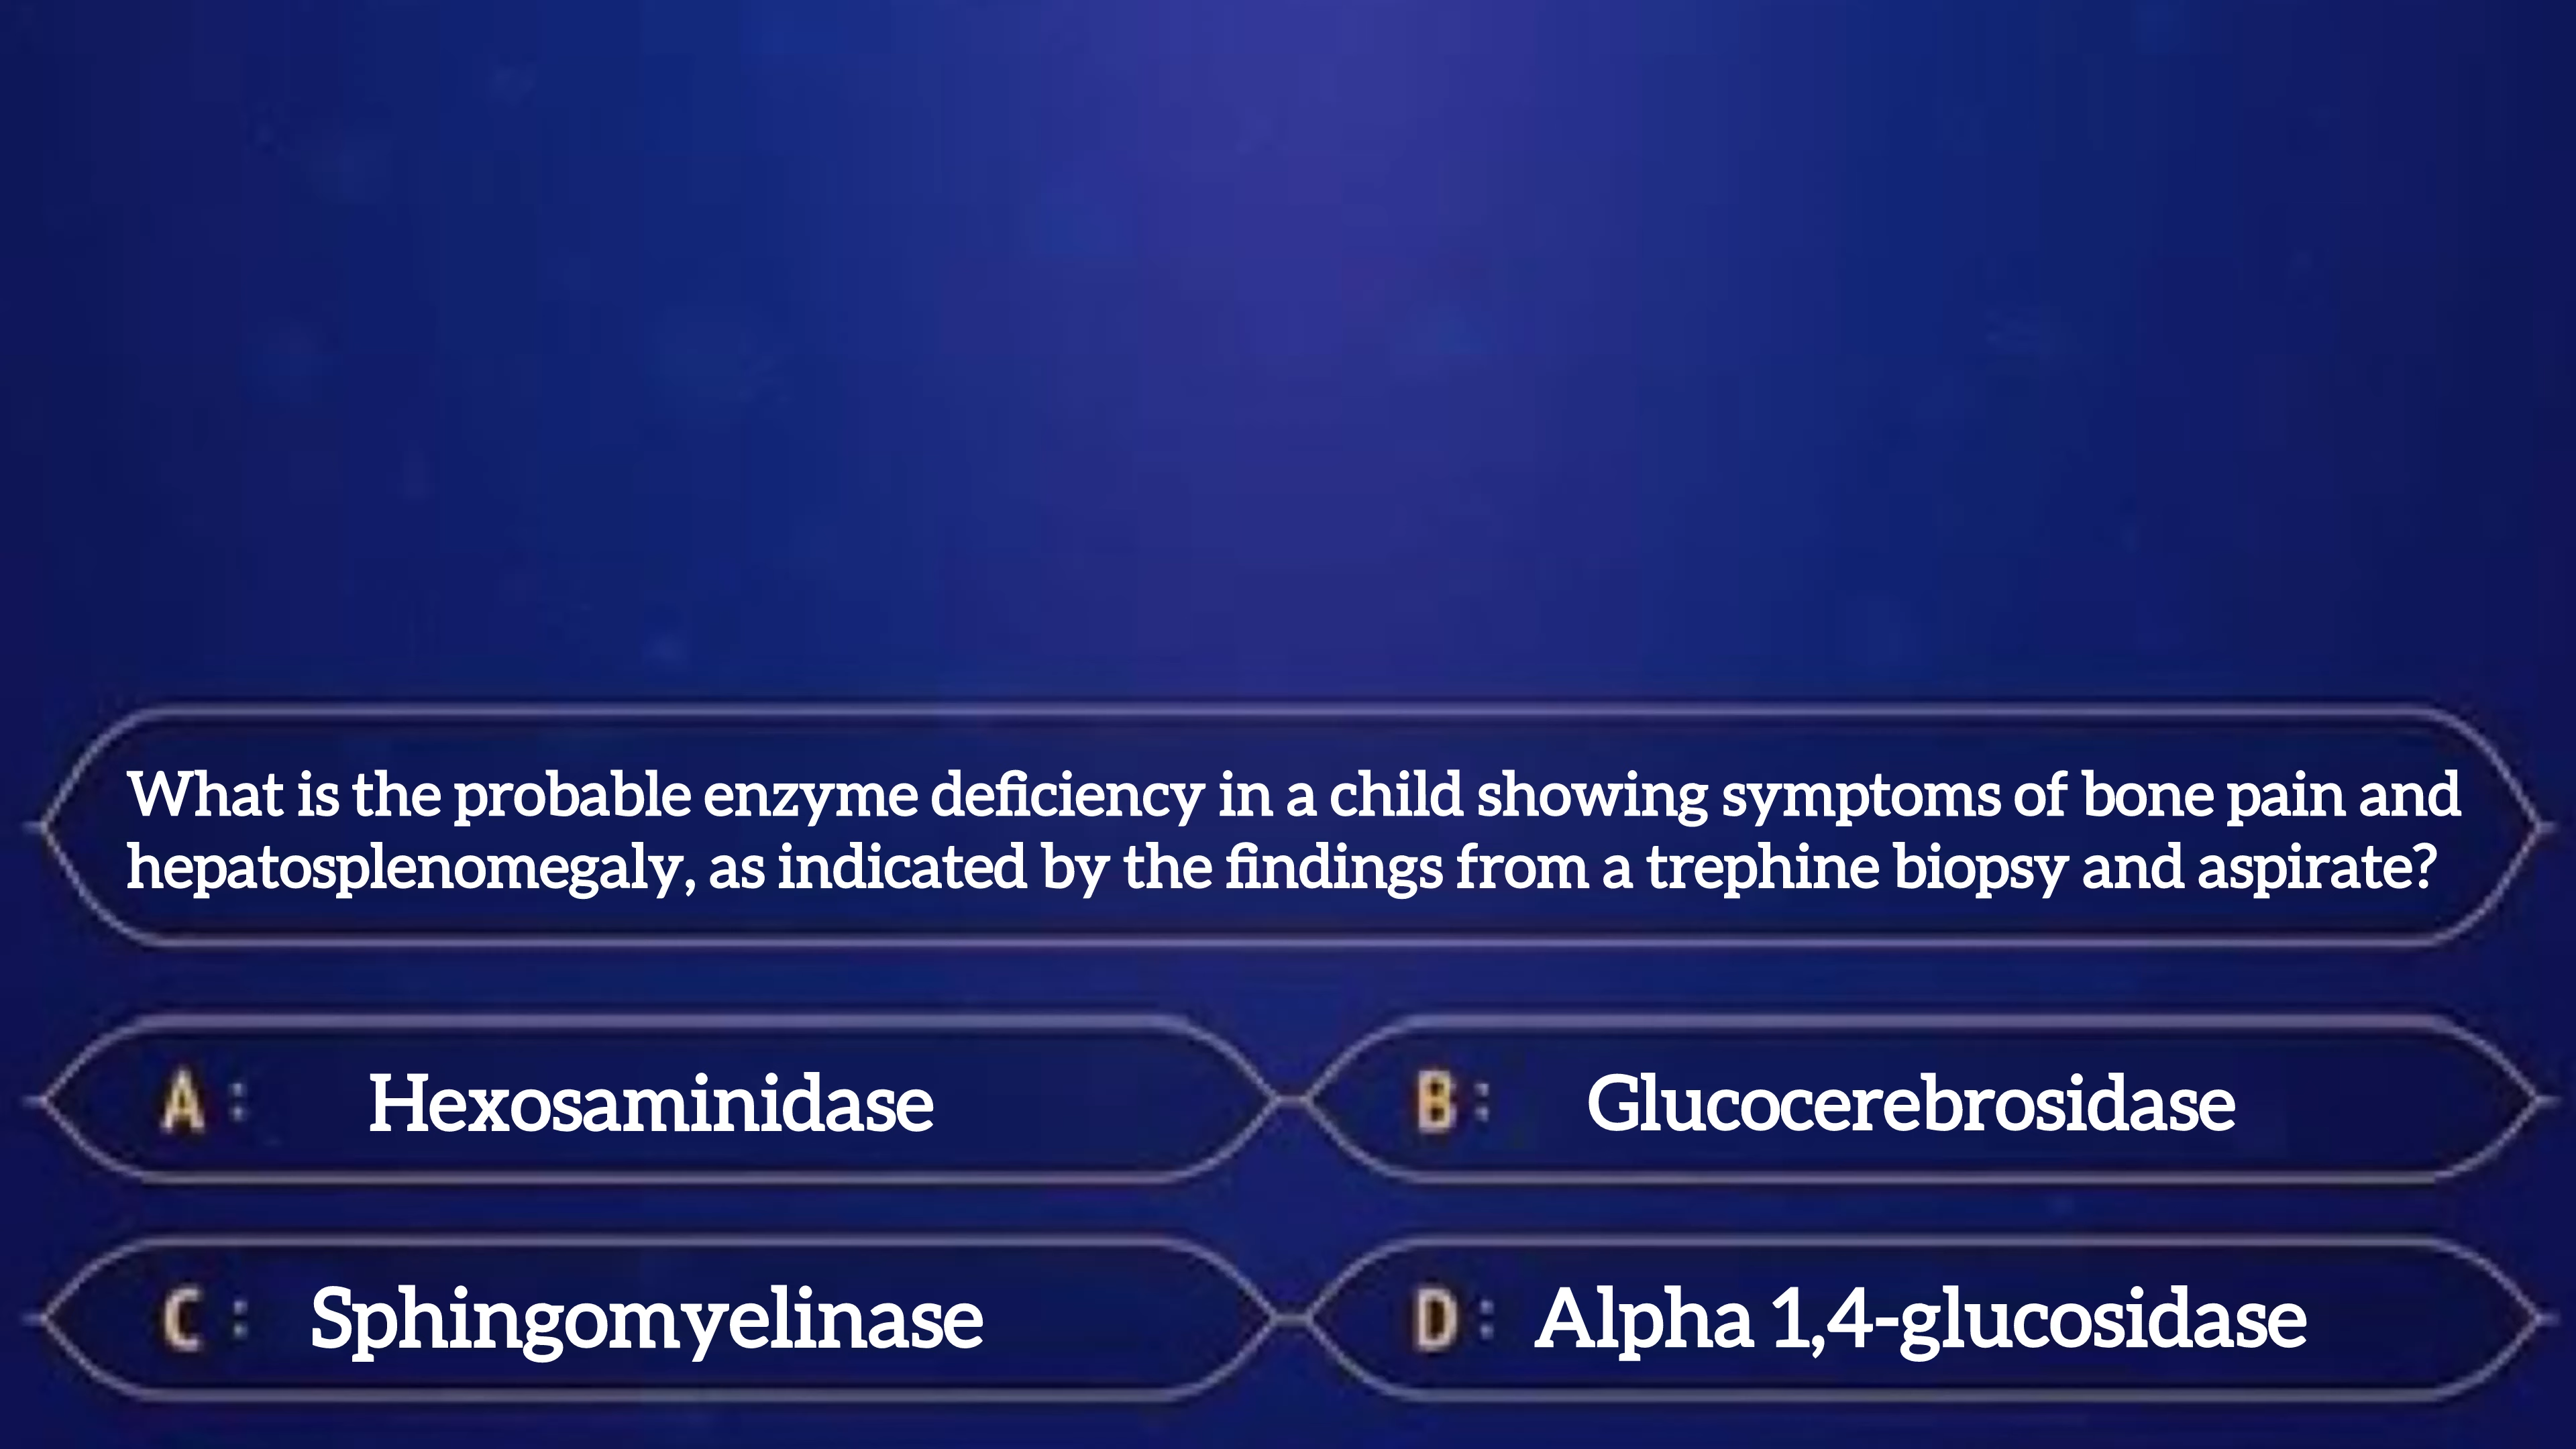 What is the probable enzyme deficiency in a child showing symptoms of bone pain and
hepatosplenomegaly, as indicated by the findings from a trephine biopsy and aspirate?
A : Hexosaminidase
B : Glucocerebrosidase
C : Sphingomyelinase
D : Alpha 1,4-glucosidase